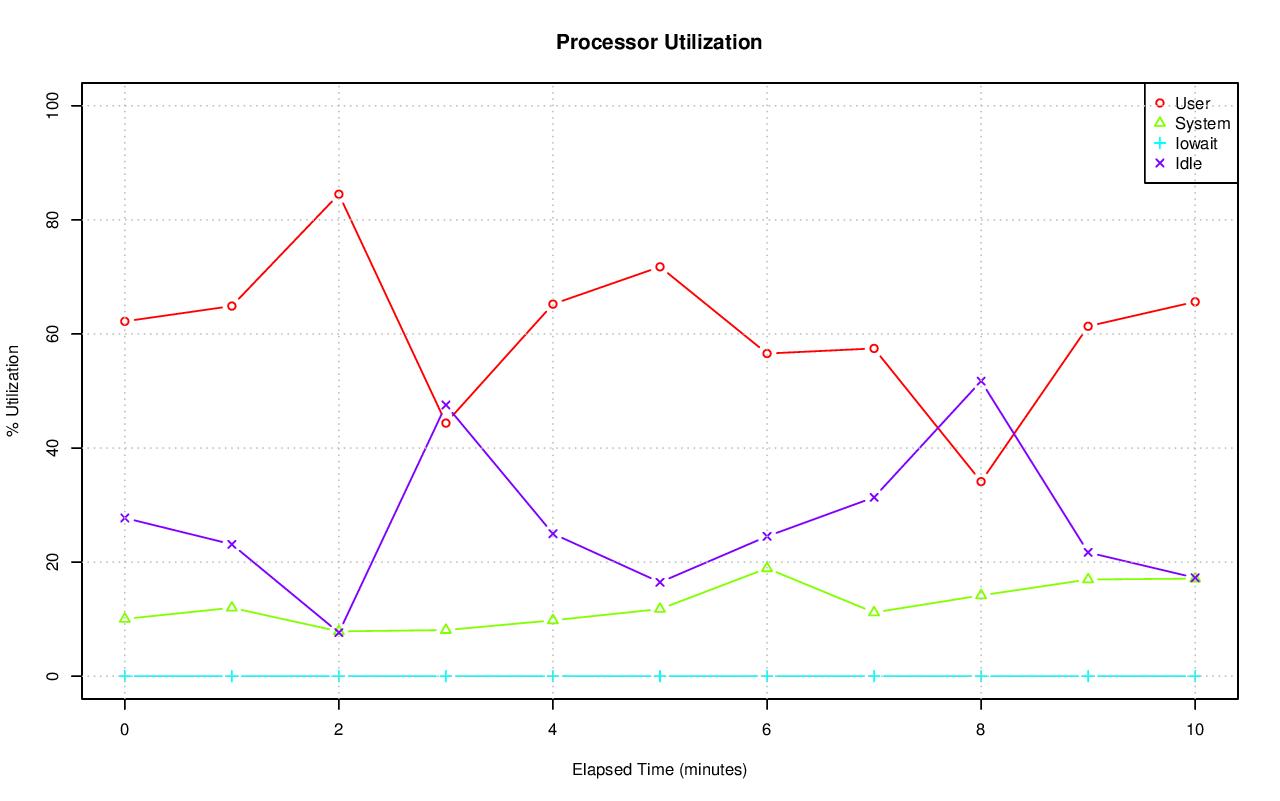 Processor Utilization
User
System
Iowait
Idle
% Utilization
100
80
60
40
20
0
0 2 4 6 8 10
Elapsed Time (minutes)